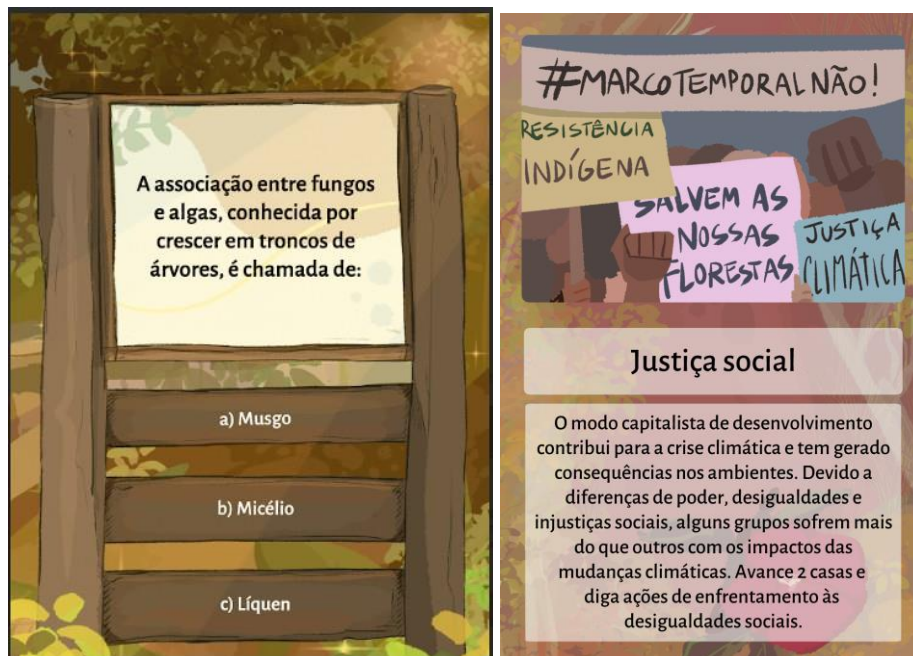 A associação entre fungos
e algas, conhecida por
crescer em troncos de
árvores, é chamada de:
a) Musgo
b) Micélio
c) Líquen
#MARCO TEMPORAL NÃO!
RESISTÊNCIA
INDÍGENA
SALVEM AS
NOSSAS
FLORESTAS
JUSTIÇA
CLIMÁTICA
Justiça social
O modo capitalista de desenvolvimento
contribui para a crise climática e tem gerado
consequências nos ambientes. Devido a
diferenças de poder, desigualdades e
injustiças sociais, alguns grupos sofrem mais
do que outros com os impactos das
mudanças climáticas. Avance 2 casas e
diga ações de enfrentamento às
desigualdades sociais.